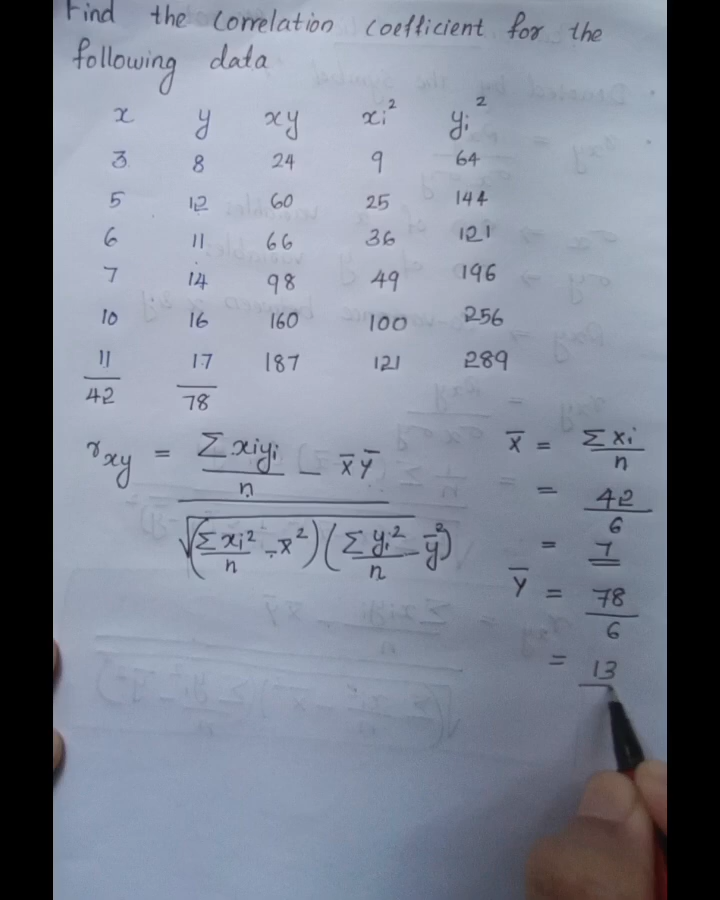 Find the Correlation Coefficient for the
following data
x y xy xi² yi²
3 8 24 9 64
5 12 60 25 144
6 11 66 36 121
7 14 98 49 196
10 16 160 100 256
11 17 187 121 289
42 78
rxy = Σxiyi/n - x̄ȳ / √(Σxi²/n - x̄²)(Σyi²/n - ȳ²)
x̄ = Σxi/n
= 42/6
= 7
ȳ = 78/6
= 13